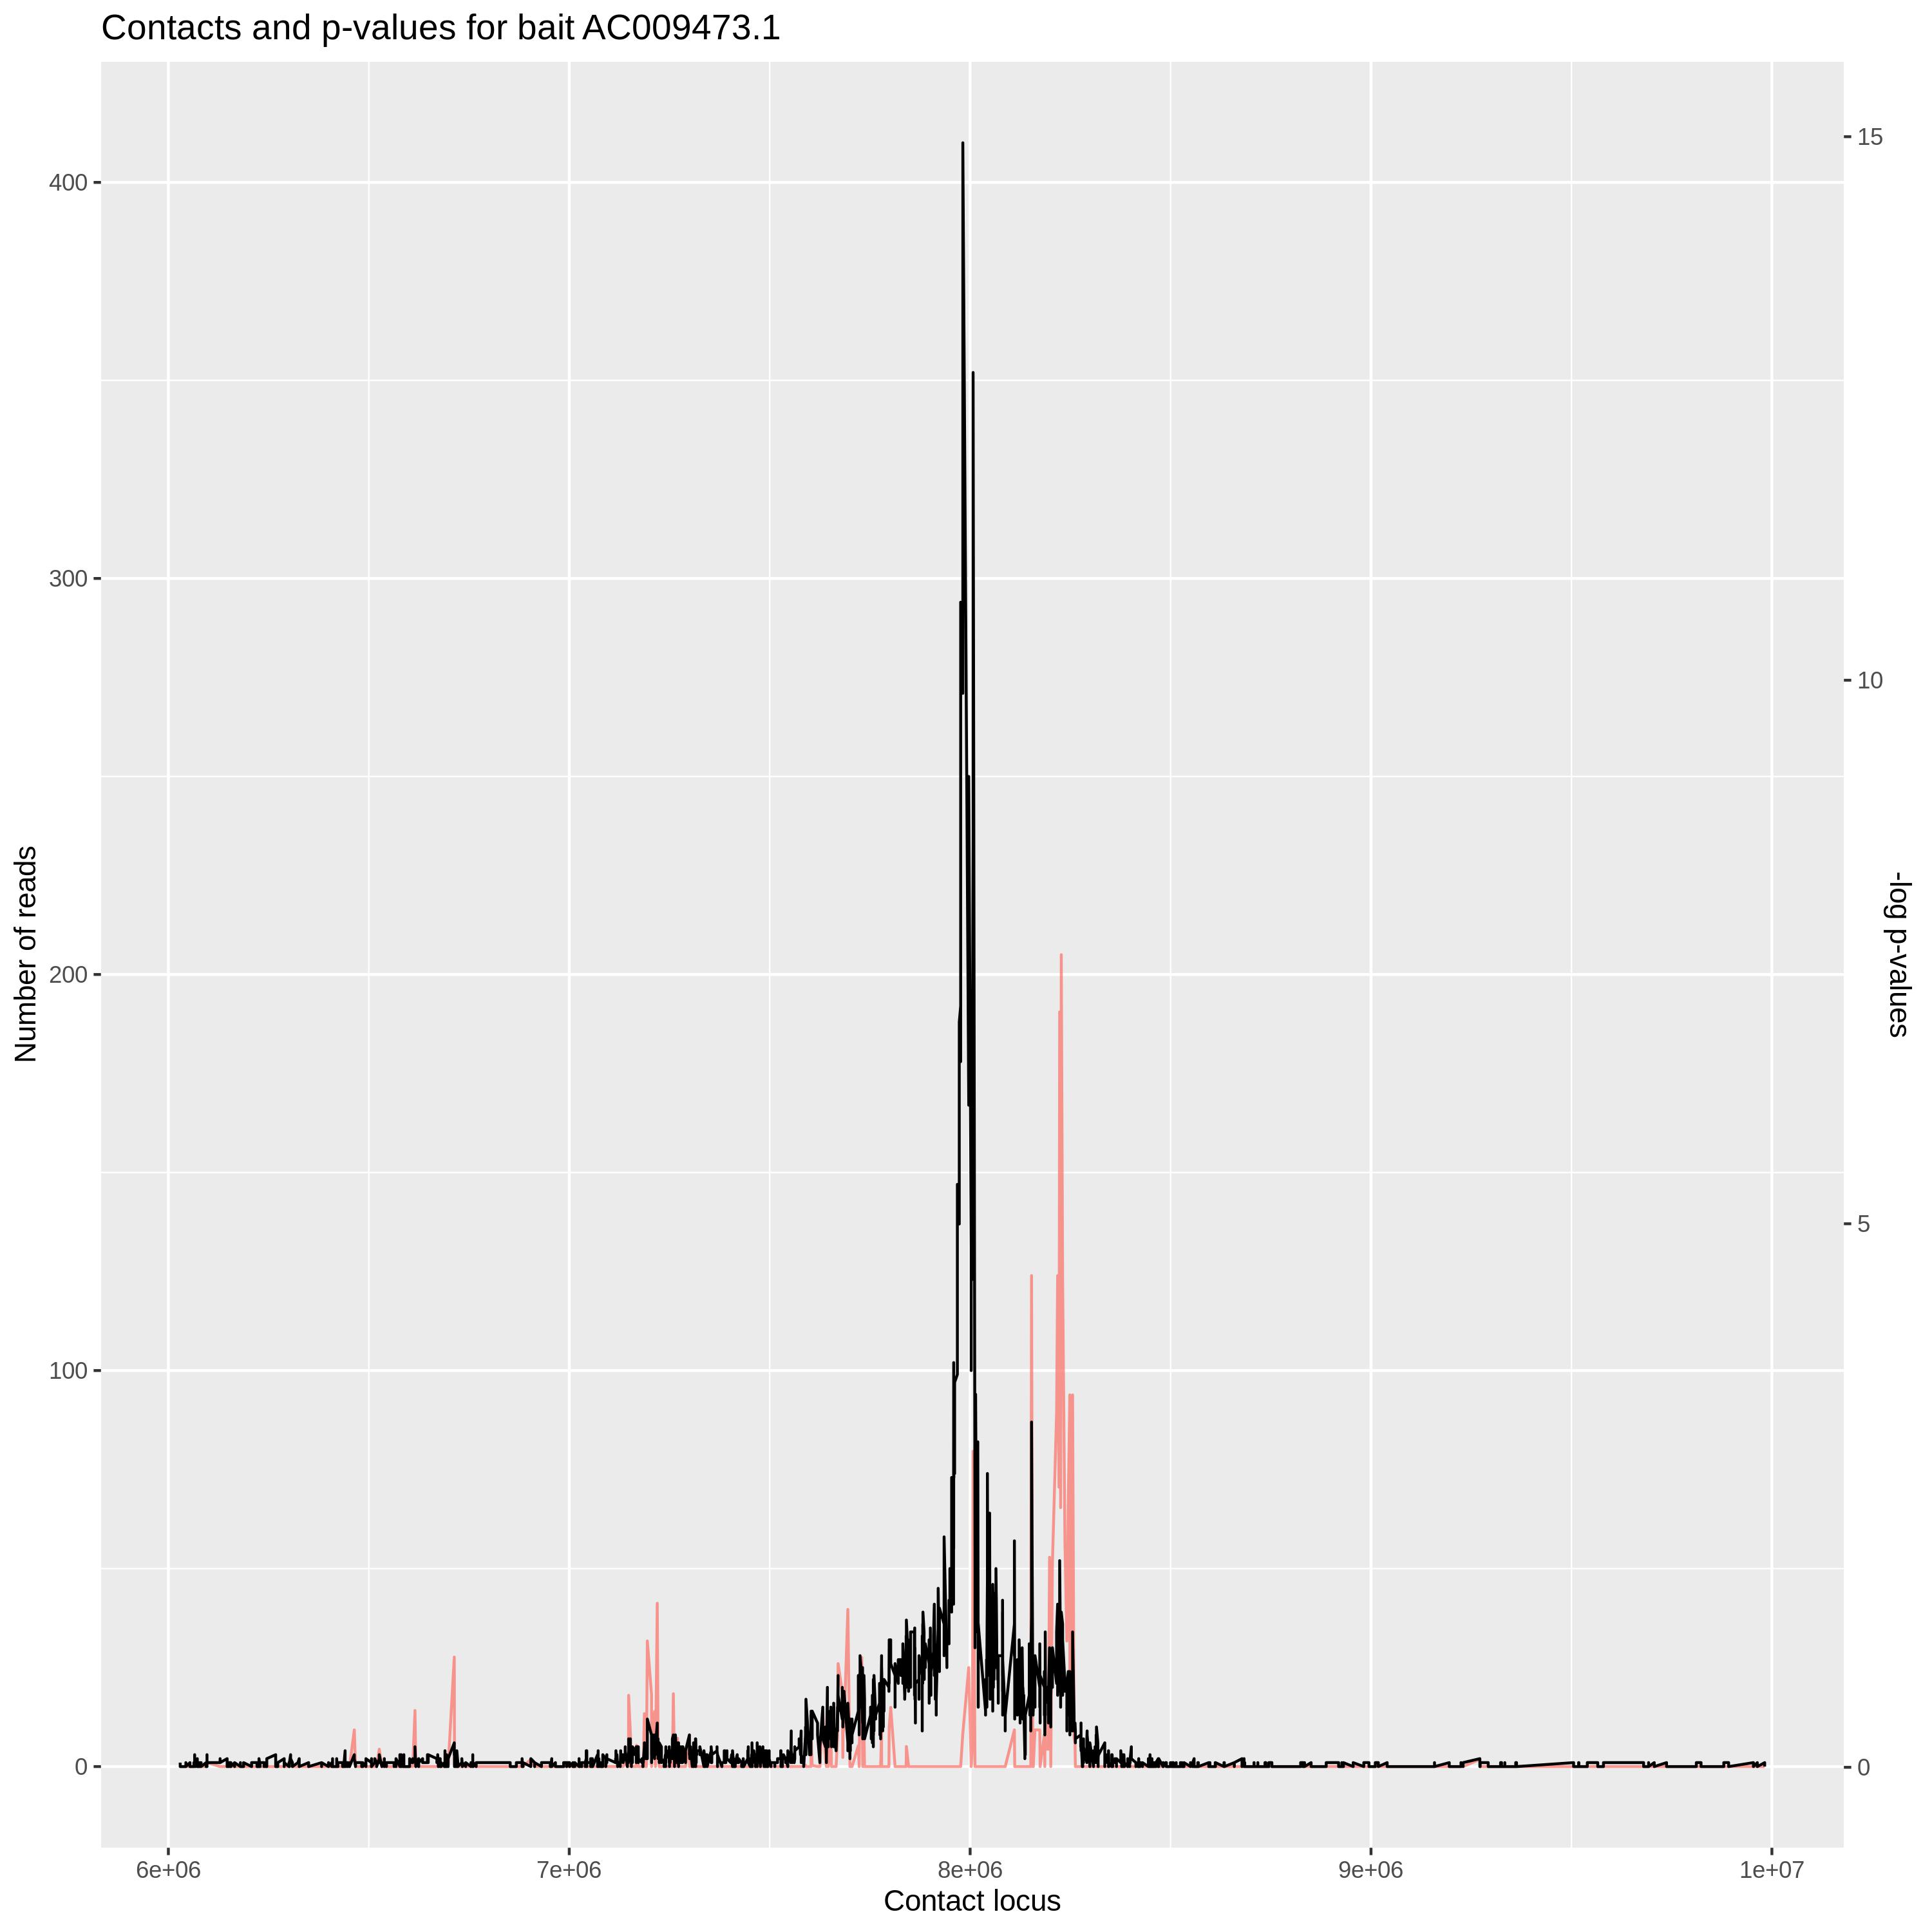 Contacts and p-values for bait AC009473.1
400
300
200
100
0
Number of reads
15
10
5
0
-log p-values
6e+06
7e+06
8e+06
9e+06
1e+07
Contact locus